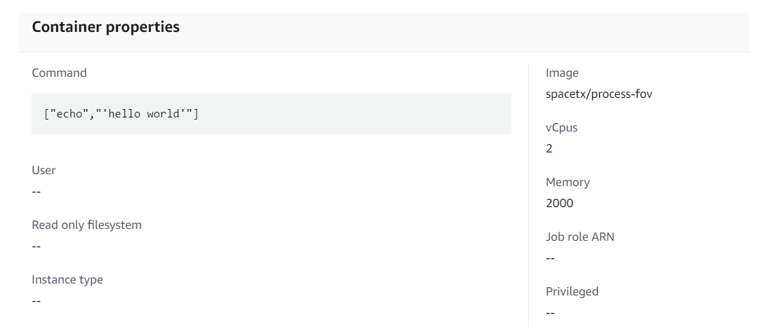 Container properties
Command
["echo","'hello world'"]
User
--
Read only filesystem
--
Instance type
--
Image
spacetx/process-fov
vCpus
2
Memory
2000
Job role ARN
--
Privileged
--